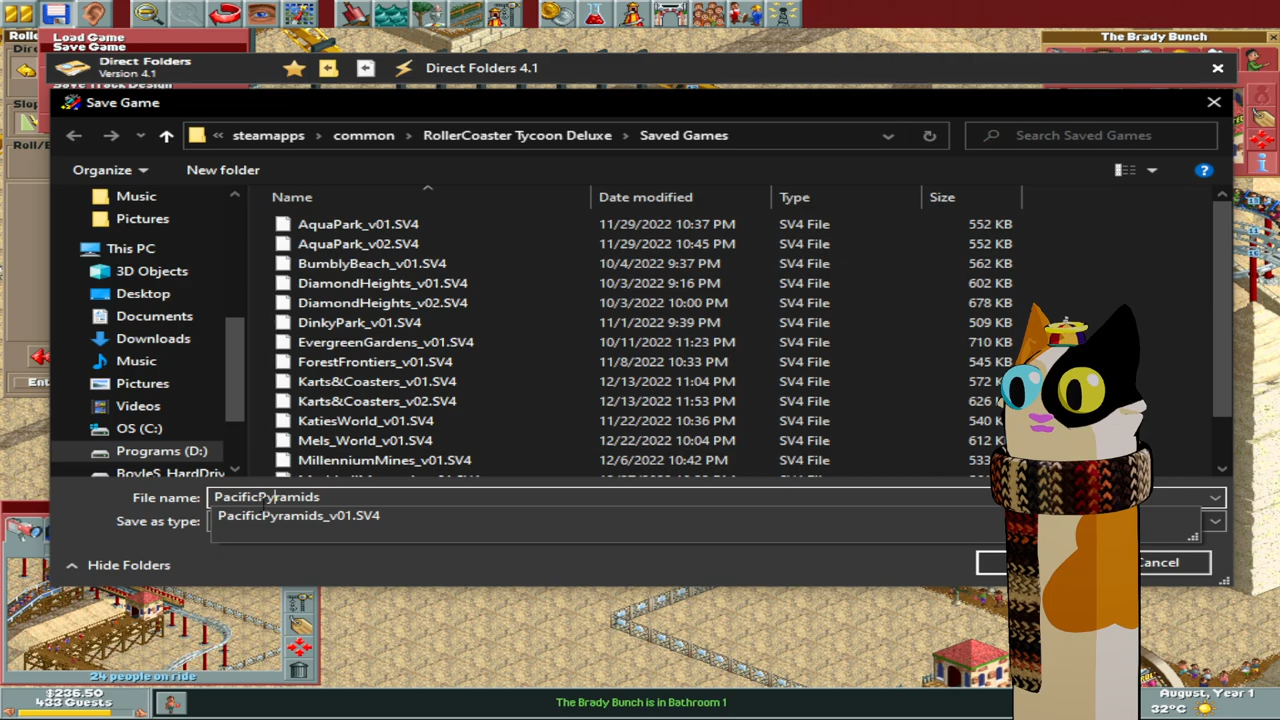 Load Game
Save Game
The Brady Bunch
Direct Folders
Version 4.1
Direct Folders 4.1
Save Game
steamapps > common > RollerCoaster Tycoon Deluxe > Saved Games
Search Saved Games
Organize
New folder
Name Date modified Type Size
Music
Pictures
This PC
3D Objects
Desktop
Documents
Downloads
Music
Pictures
Videos
OS (C:)
Programs (D:)
AquaPark_v01.SV4 11/29/2022 10:37 PM SV4 File 552 KB
AquaPark_v02.SV4 11/29/2022 10:45 PM SV4 File 552 KB
BumblyBeach_v01.SV4 10/4/2022 9:37 PM SV4 File 562 KB
DiamondHeights_v01.SV4 10/3/2022 9:16 PM SV4 File 602 KB
DiamondHeights_v02.SV4 10/3/2022 10:00 PM SV4 File 678 KB
DinkyPark_v01.SV4 11/1/2022 9:39 PM SV4 File 509 KB
EvergreenGardens_v01.SV4 10/11/2022 11:23 PM SV4 File 710 KB
ForestFrontiers_v01.SV4 11/8/2022 10:33 PM SV4 File 545 KB
Karts&Coasters_v01.SV4 12/13/2022 11:04 PM SV4 File 572
Karts&Coasters_v02.SV4 12/13/2022 11:53 PM SV4 File 626
KatiesWorld_v01.SV4 11/22/2022 10:36 PM SV4 File 540
Mels_World_v01.SV4 12/22/2022 10:04 PM SV4 File 612
MillenniumMines_v01.SV4 12/6/2022 10:42 PM SV4 File 533
File name: PacificPyramids
PacificPyramids_v01.SV4
Save as type:
Hide Folders
Cancel
24 people on ride
$236.50
433 Guests
The Brady Bunch is in Bathroom 1
August, Year 1
32°C